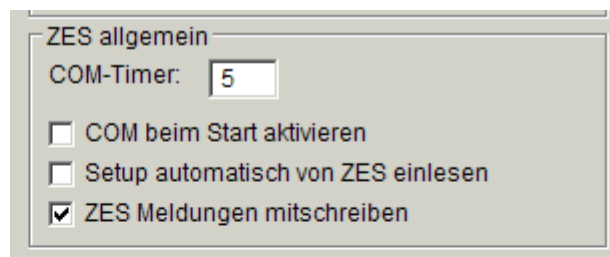 ZES allgemein
COM-Timer: 5
COM beim Start aktivieren
Setup automatisch von ZES einlesen
ZES Meldungen mitschreiben